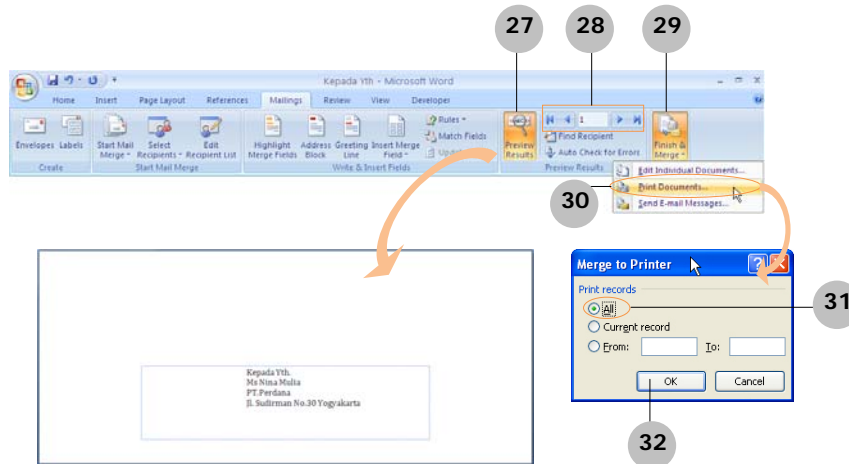 27 28 29
Kepada Yth - Microsoft Word
Home Insert Page Layout References Mailings Review View Developer
Envelopes Labels
Create
Start Mail Merge
Select Recipients
Edit Recipient List
Start Mail Merge
Highlight Merge Fields
Address Block
Greeting Line
Insert Merge Field
Rules
Match Fields
Write & Insert Fields
Preview Results
1
Find Recipient
Auto Check for Errors
Preview Results
Finish & Merge
Edit Individual Documents...
Print Documents...
Send E-mail Messages...
30
Kepada Yth.
Ms Nina Mulia
PT.Perdana
Jl. Sudirman No.30 Yogyakarta
Merge to Printer
Print records
All
Current record
From: To:
OK Cancel
31
32